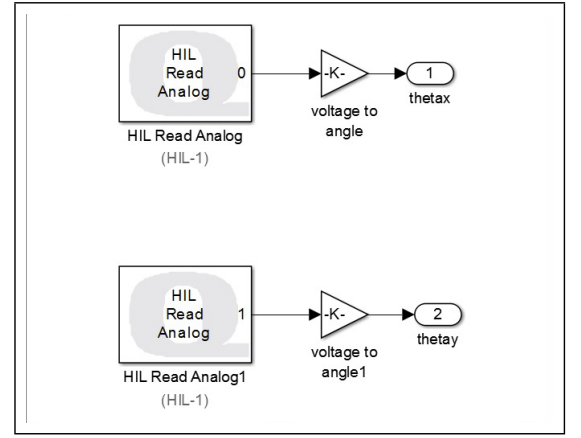 HIL
Read
Analog
0
-K-
1
thetax
voltage to
angle
HIL Read Analog
(HIL-1)
HIL
Read
Analog
1
-K-
2
thetay
voltage to
angle1
HIL Read Analog1
(HIL-1)